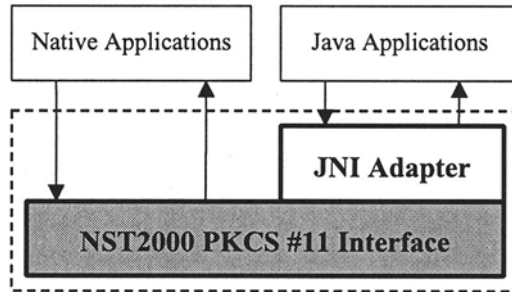 Native Applications
Java Applications
JNI Adapter
NST2000 PKCS #11 Interface